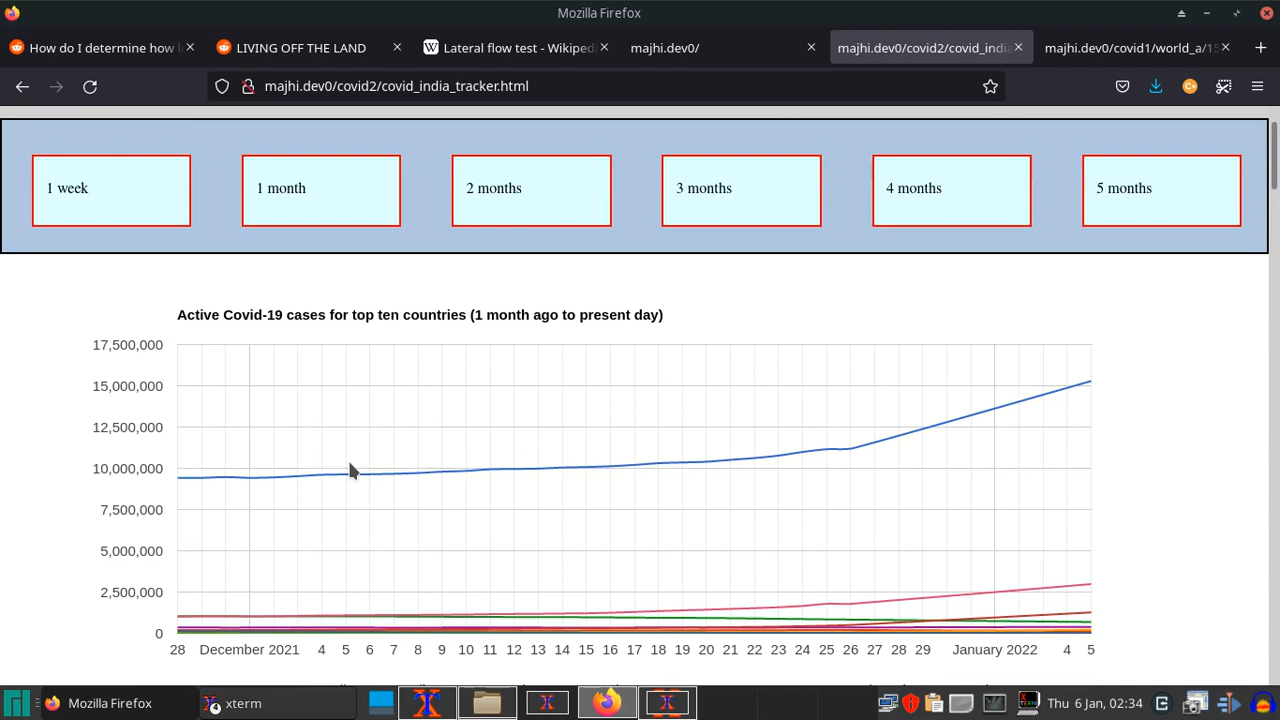 Mozilla Firefox
How do I determine how l
LIVING OFF THE LAND
Lateral flow test - Wikiped
majhi.dev0/
majhi.dev0/covid2/covid_india
majhi.dev0/covid1/world_a/15
majhi.dev0/covid2/covid_india_tracker.html
1 week
1 month
2 months
3 months
4 months
5 months
Active Covid-19 cases for top ten countries (1 month ago to present day)
17,500,000
15,000,000
12,500,000
10,000,000
7,500,000
5,000,000
2,500,000
0
28 December 2021 4 5 6 7 8 9 10 11 12 13 14 15 16 17 18 19 20 21 22 23 24 25 26 27 28 29 January 2022 4 5
Mozilla Firefox
xterm
Thu 6 Jan, 02:34